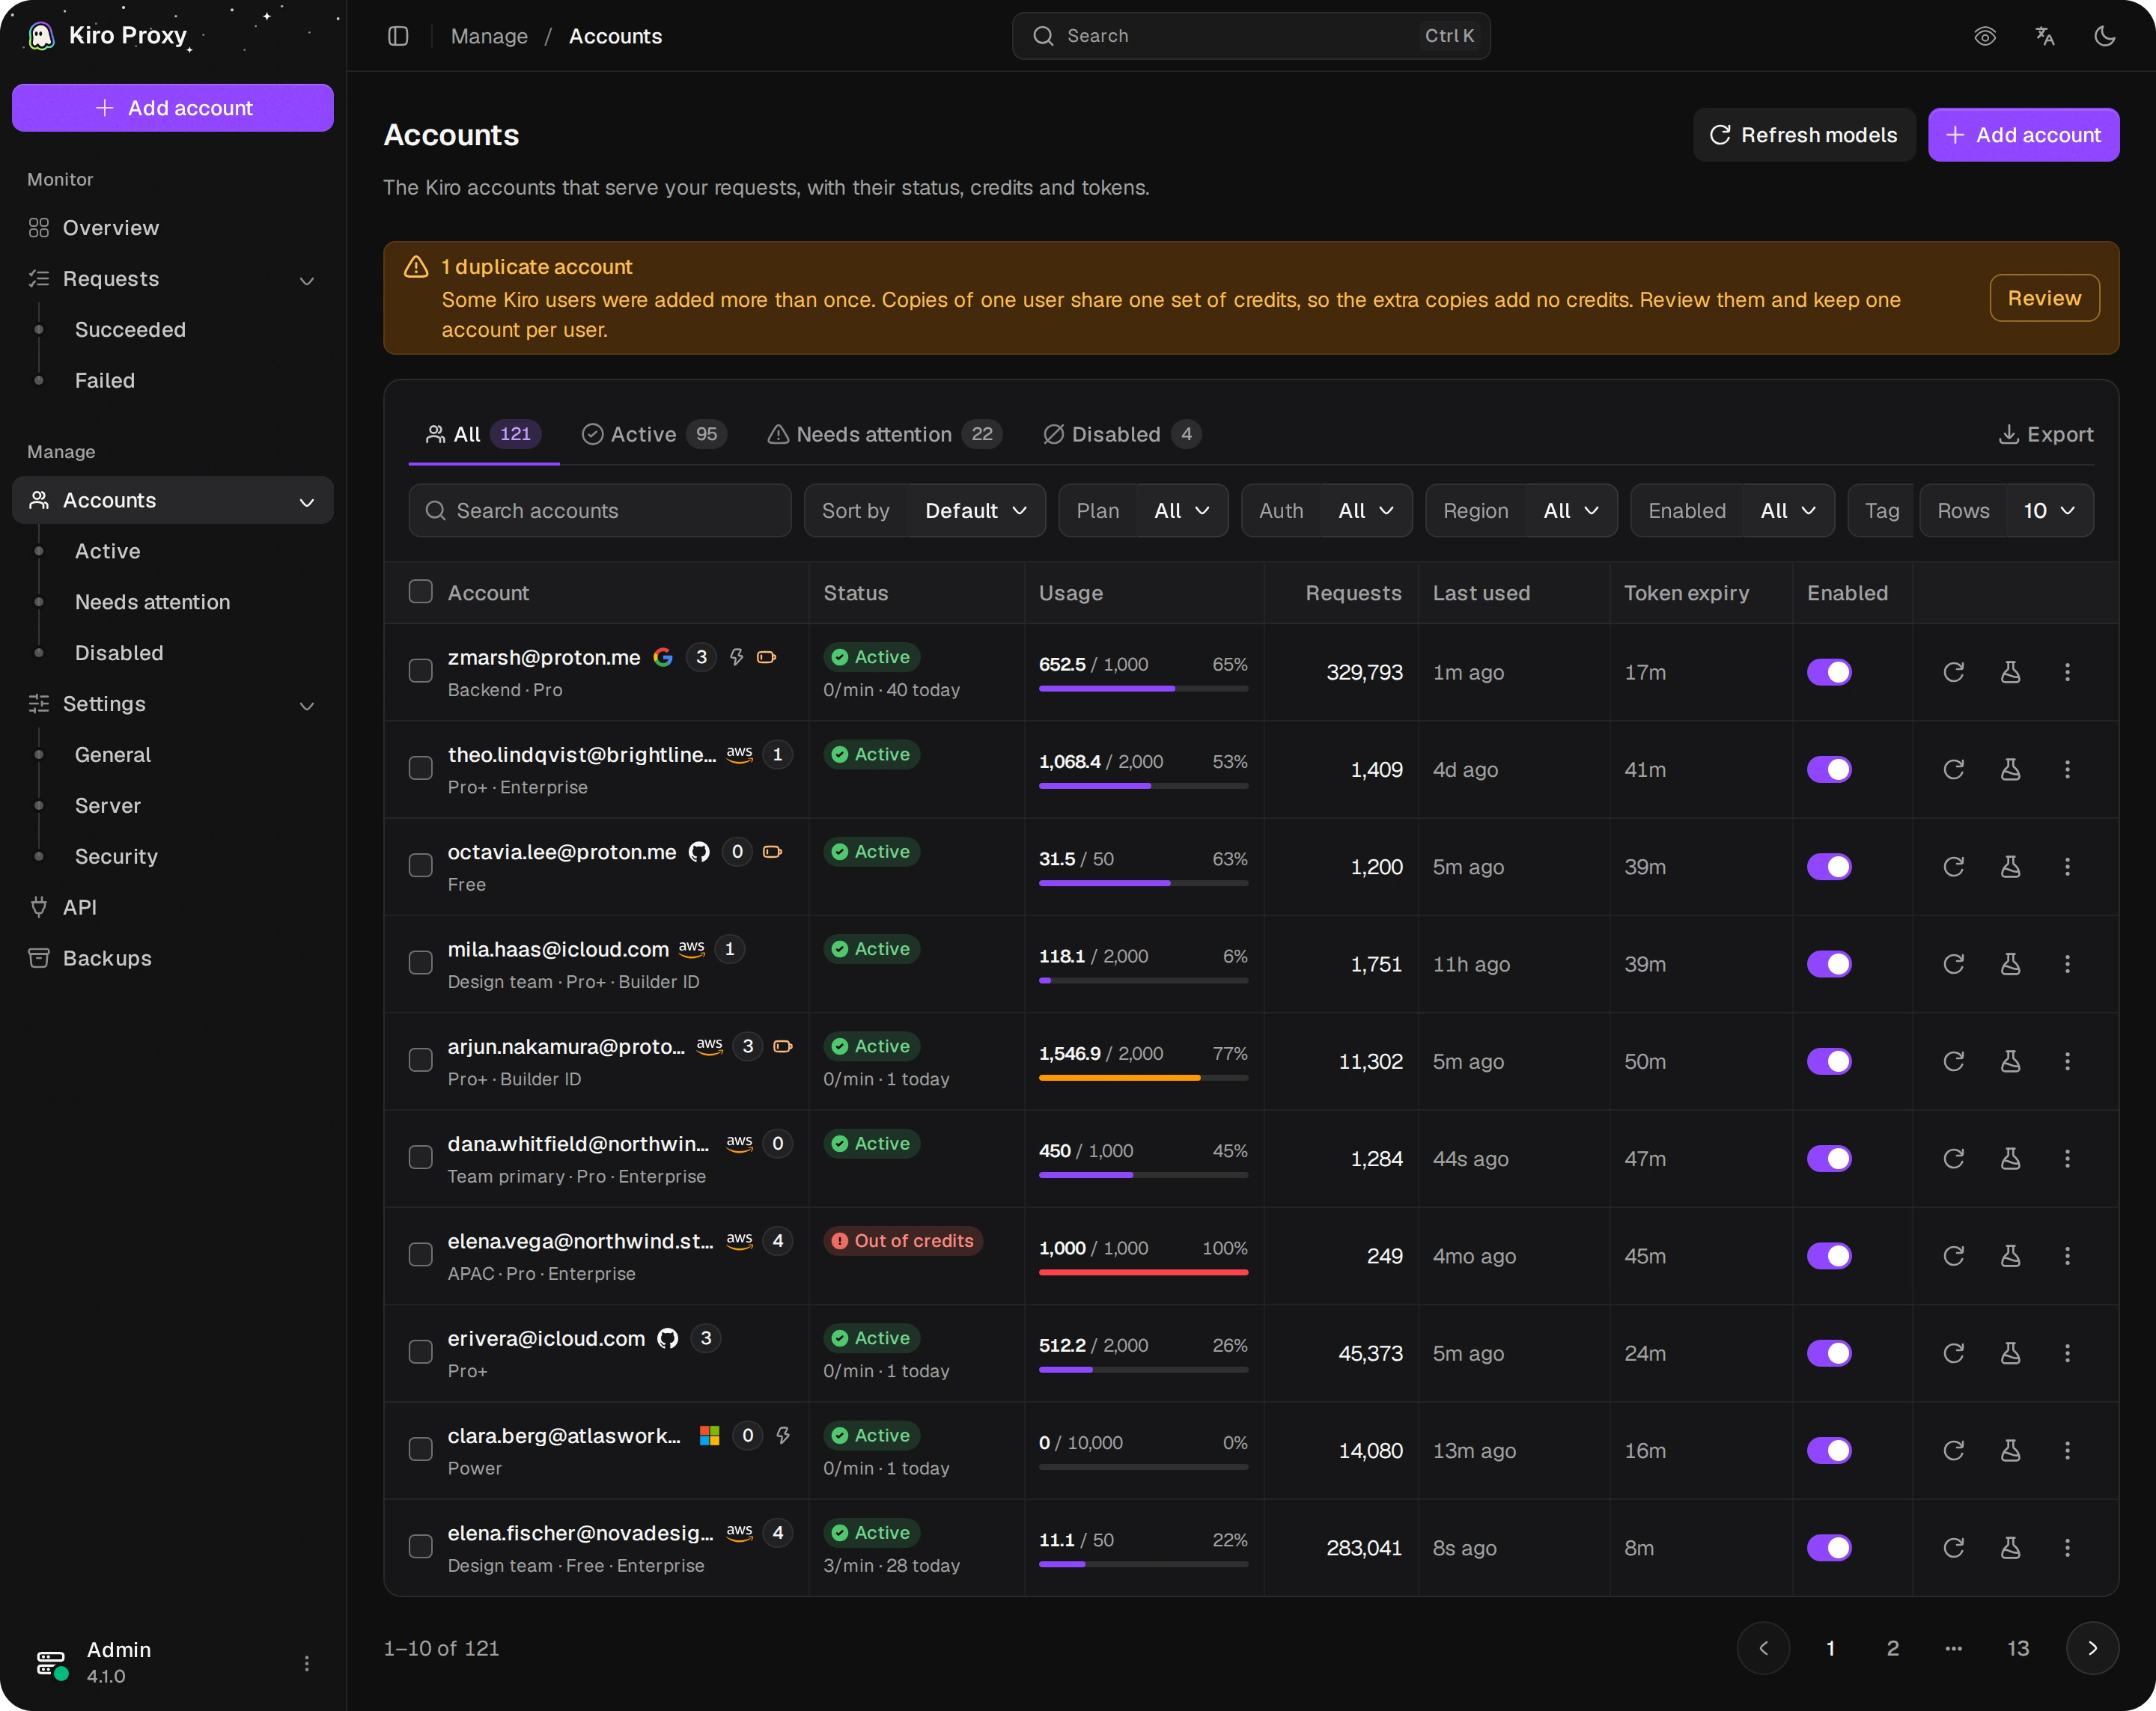 Kiro Proxy
Manage / Accounts
Search
Ctrl K
Add account
Monitor
Overview
Requests
Succeeded
Failed
Manage
Accounts
Active
Needs attention
Disabled
Settings
General
Server
Security
API
Backups
Admin
4.1.0
Accounts
Refresh models
Add account
The Kiro accounts that serve your requests, with their status, credits and tokens.
1 duplicate account
Some Kiro users were added more than once. Copies of one user share one set of credits, so the extra copies add no credits. Review them and keep one
account per user.
Review
All 121
Active 95
Needs attention 22
Disabled 4
Export
Search accounts
Sort by Default
Plan All
Auth All
Region All
Enabled All
Tag
Rows 10
Account Status Usage Requests Last used Token expiry Enabled
zmarsh@proton.me 3 Active 652.5 / 1,000 65% 329,793 1m ago 17m
Backend · Pro 0/min · 40 today
theo.lindqvist@brightline... aws 1 Active 1,068.4 / 2,000 53% 1,409 4d ago 41m
Pro+ · Enterprise
octavia.lee@proton.me 0 Active 31.5 / 50 63% 1,200 5m ago 39m
Free
mila.haas@icloud.com aws 1 Active 118.1 / 2,000 6% 1,751 11h ago 39m
Design team · Pro+ · Builder ID
arjun.nakamura@proto... aws 3 Active 1,546.9 / 2,000 77% 11,302 5m ago 50m
Pro+ · Builder ID 0/min · 1 today
dana.whitfield@northwin... aws 0 Active 450 / 1,000 45% 1,284 44s ago 47m
Team primary · Pro · Enterprise
elena.vega@northwind.st... aws 4 Out of credits 1,000 / 1,000 100% 249 4mo ago 45m
APAC · Pro · Enterprise
erivera@icloud.com 3 Active 512.2 / 2,000 26% 45,373 5m ago 24m
Pro+ 0/min · 1 today
clara.berg@atlaswork... 0 Active 0 / 10,000 0% 14,080 13m ago 16m
Power 0/min · 1 today
elena.fischer@novadesig... aws 4 Active 11.1 / 50 22% 283,041 8s ago 8m
Design team · Free · Enterprise 3/min · 28 today
1–10 of 121
1 2 ••• 13